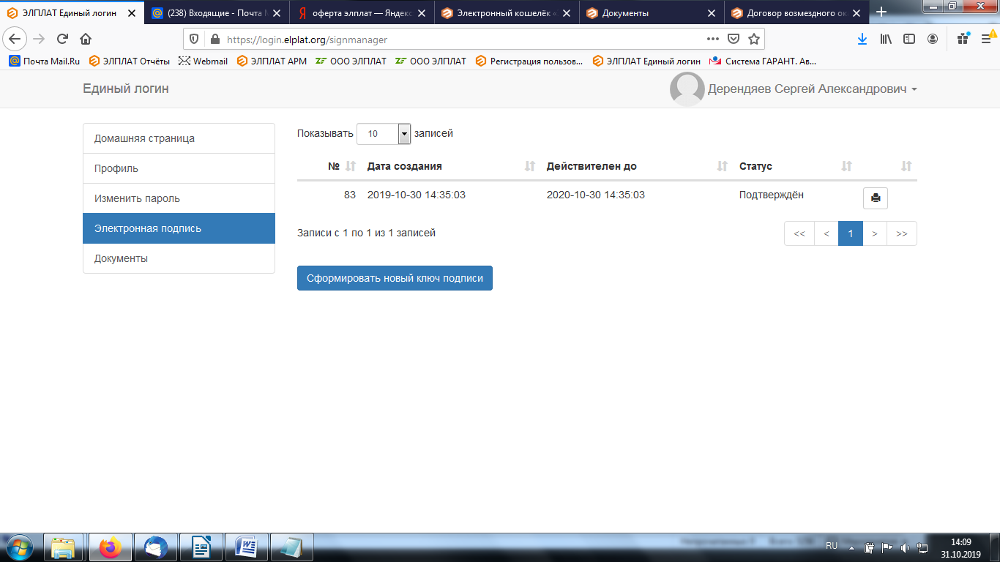 ЭЛПЛАТ Единый логин
(238) Входящие - Почта
оферта элплат — Яндекс
Электронный кошелёк «
Документы
Договор возмездного ок
https://login.elplat.org/signmanager
Почта Mail.Ru ЭЛПЛАТ Отчёты Webmail ЭЛПЛАТ АРМ ООО ЭЛПЛАТ ООО ЭЛПЛАТ Регистрация пользов... ЭЛПЛАТ Единый логин Система ГАРАНТ. Ав...
Единый логин
Дерендяев Сергей Александрович
Домашняя страница
Профиль
Изменить пароль
Электронная подпись
Документы
Показывать 10 записей
№ Дата создания Действителен до Статус
83 2019-10-30 14:35:03 2020-10-30 14:35:03 Подтверждён
Записи с 1 по 1 из 1 записей
<< < 1 > >>
Сформировать новый ключ подписи
RU
14:09
31.10.2019